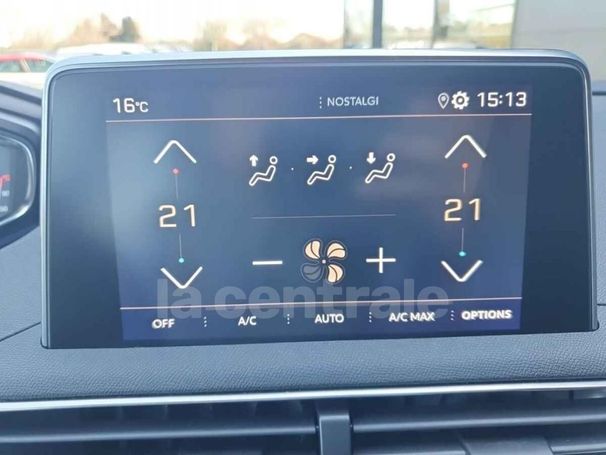 16°C NOSTALGI 15:13
21 21
la centrale
OFF A/C AUTO A/C MAX OPTIONS